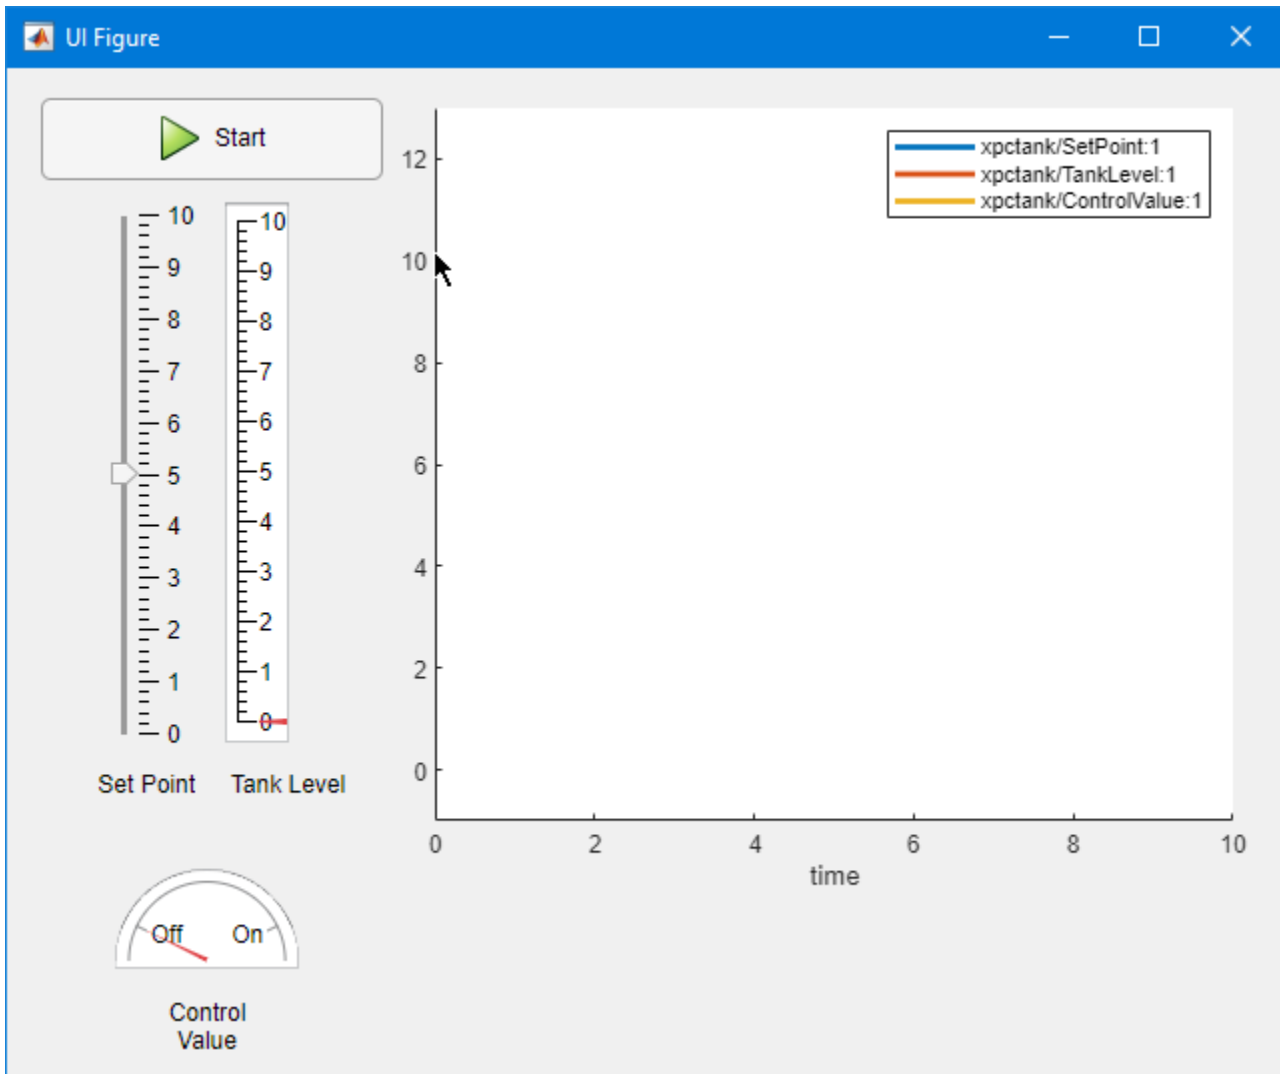 UI Figure
Start
xpctank/SetPoint:1
xpctank/TankLevel:1
xpctank/ControlValue:1
10
9
8
7
6
5
4
3
2
1
0
Set Point
10
9
8
7
6
5
4
3
2
1
0
Tank Level
12
10
8
6
4
2
0
0 2 4 6 8 10
time
Off On
Control
Value